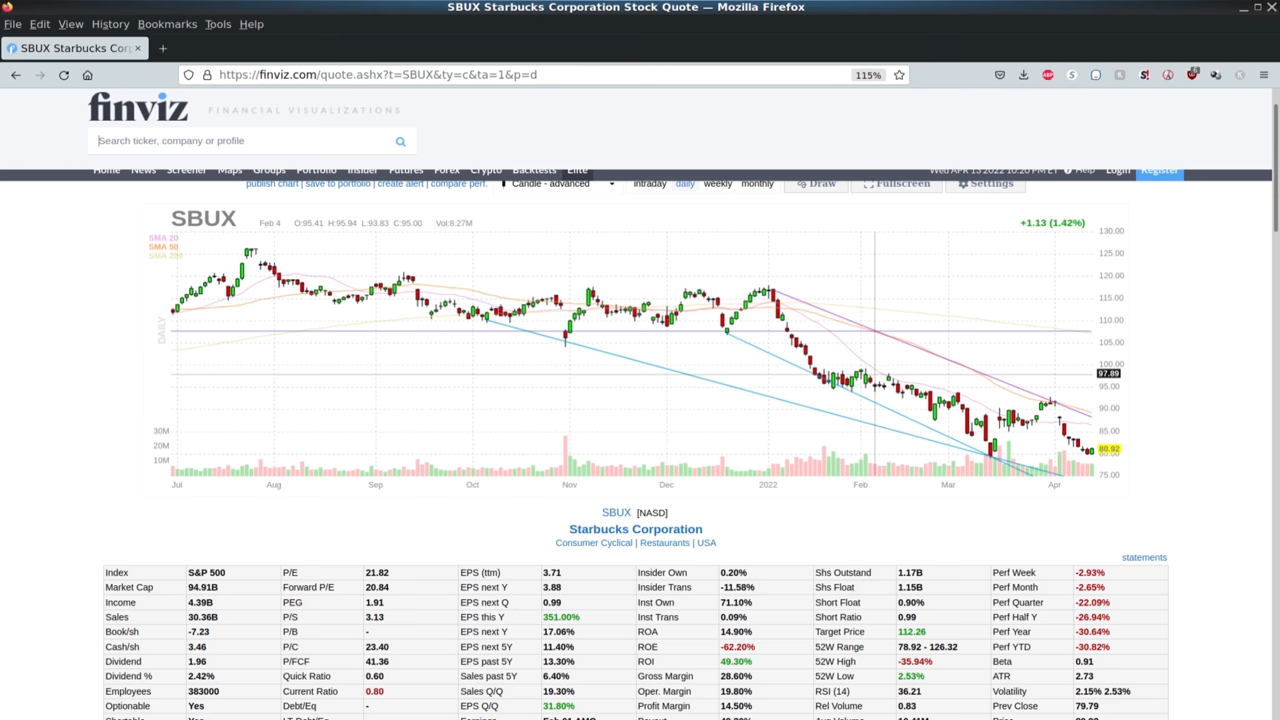 SBUX Starbucks Corporation Stock Quote — Mozilla Firefox
File Edit View History Bookmarks Tools Help
SBUX Starbucks Cor
https://finviz.com/quote.ashx?t=SBUX&ty=c&ta=1&p=d 115%
finviz FINANCIAL VISUALIZATIONS
Search ticker, company or profile
Home News Screener Maps Groups Portfolio Insider Futures Forex Crypto Backtests Elite Wed APR 13 2022 10:20 PM ET Help Login Register
publish chart | save to portfolio | create alert | compare perf. Candle - advanced intraday daily weekly monthly Draw Fullscreen Settings
SBUX Feb 4 O:95.41 H:95.94 L:93.83 C:95.00 Vol:8.27M +1.13 (1.42%)
SMA 20
SMA 50
SMA 200
DAILY
130.00
125.00
120.00
115.00
110.00
105.00
100.00
97.89
95.00
90.00
85.00
80.92
75.00
30M
20M
10M
Jul Aug Sep Oct Nov Dec 2022 Feb Mar Apr
SBUX [NASD]
Starbucks Corporation
Consumer Cyclical | Restaurants | USA
statements
Index S&P 500 P/E 21.82 EPS (ttm) 3.71 Insider Own 0.20% Shs Outstand 1.17B Perf Week -2.93%
Market Cap 94.91B Forward P/E 20.84 EPS next Y 3.88 Insider Trans -11.58% Shs Float 1.15B Perf Month -2.65%
Income 4.39B PEG 1.91 EPS next Q 0.99 Inst Own 71.10% Short Float 0.90% Perf Quarter -22.09%
Sales 30.36B P/S 3.13 EPS this Y 351.00% Inst Trans 0.09% Short Ratio 0.99 Perf Half Y -26.94%
Book/sh -7.23 P/B - EPS next Y 17.06% ROA 14.90% Target Price 112.26 Perf Year -30.64%
Cash/sh 3.46 P/C 23.40 EPS next 5Y 11.40% ROE -62.20% 52W Range 78.92 - 126.32 Perf YTD -30.82%
Dividend 1.96 P/FCF 41.36 EPS past 5Y 13.30% ROI 49.30% 52W High -35.94% Beta 0.91
Dividend % 2.42% Quick Ratio 0.60 Sales past 5Y 6.40% Gross Margin 28.60% 52W Low 2.53% ATR 2.73
Employees 383000 Current Ratio 0.80 Sales Q/Q 19.30% Oper. Margin 19.80% RSI (14) 36.21 Volatility 2.15% 2.53%
Optionable Yes Debt/Eq - EPS Q/Q 31.80% Profit Margin 14.50% Rel Volume 0.83 Prev Close 79.79